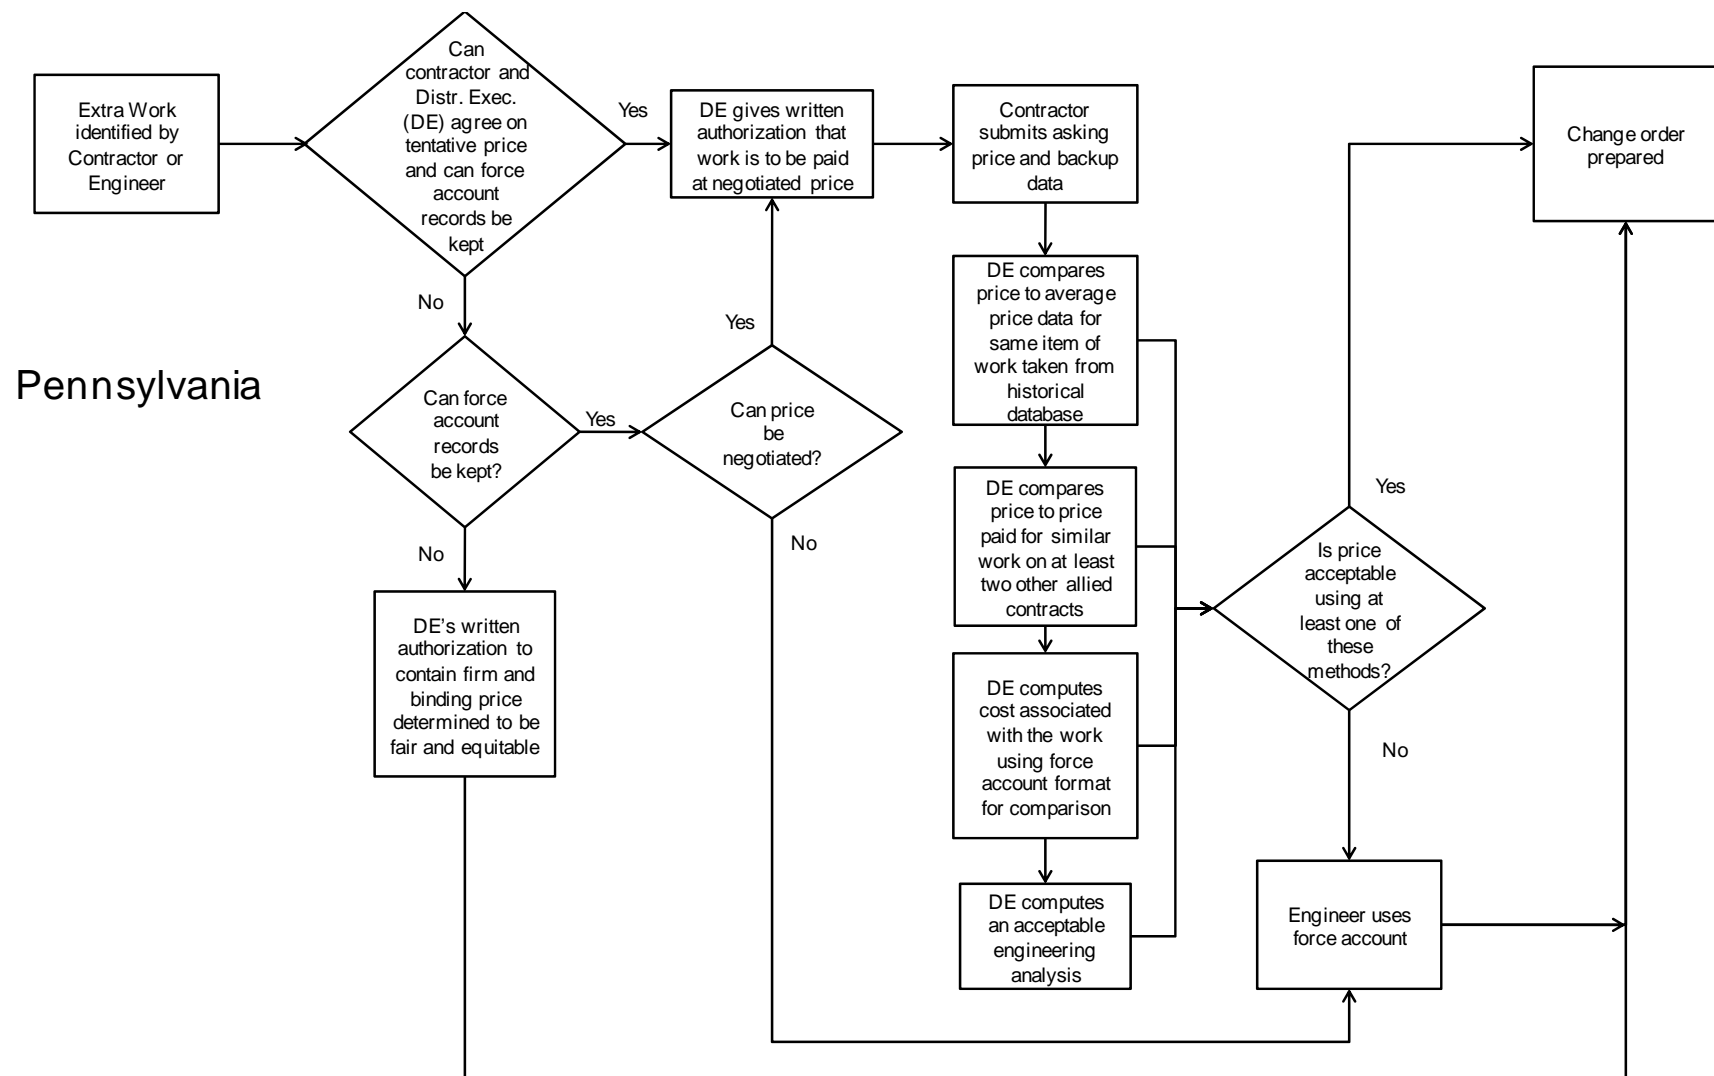 Extra Work
identified by
Contractor or
Engineer
Can
contractor and
Distr. Exec.
(DE) agree on
tentative price
and can force
account
records be
kept
Yes
DE gives written
authorization that
work is to be paid
at negotiated price
Contractor
submits asking
price and backup
data
Change order
prepared
No
DE compares
price to average
price data for
same item of
work taken from
historical
database
Yes
Pennsylvania
Can force
account
records
be kept?
Yes
Can price
be
negotiated?
DE compares
price to price
paid for similar
work on at least
two other allied
contracts
Yes
No
No
Is price
acceptable
using at
least one of
these
methods?
DE's written
authorization to
contain firm and
binding price
determined to be
fair and equitable
DE computes
cost associated
with the work
using force
account format
for comparison
No
DE computes
an acceptable
engineering
analysis
Engineer uses
force account